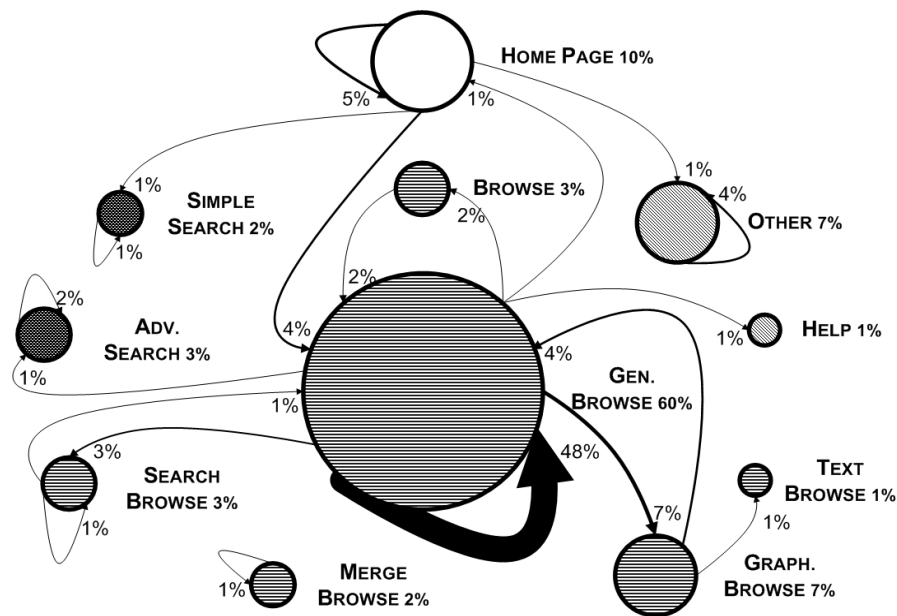 HOME PAGE 10%
5%
1%
1%
SIMPLE
SEARCH 2%
1%
BROWSE 3%
2%
1%
4%
OTHER 7%
2%
2%
ADV.
SEARCH 3%
1%
4%
4%
1%
HELP 1%
GEN.
BROWSE 60%
1%
3%
SEARCH
BROWSE 3%
1%
48%
TEXT
BROWSE 1%
7%
1%
MERGE
BROWSE 2%
1%
GRAPH.
BROWSE 7%